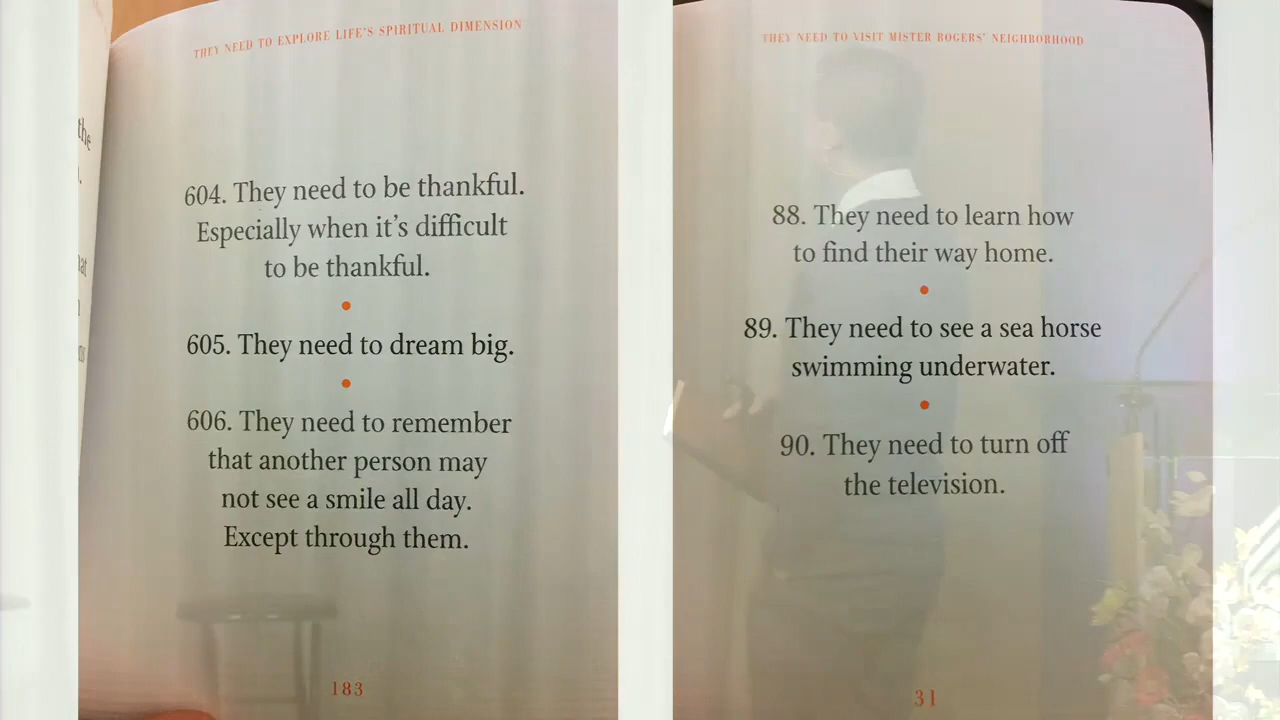 THEY NEED TO EXPLORE LIFE'S SPIRITUAL DIMENSION
the
604. They need to be thankful.
Especially when it's difficult
to be thankful.
605. They need to dream big.
606. They need to remember
that another person may
not see a smile all day.
Except through them.
183
THEY NEED TO VISIT MISTER ROGERS' NEIGHBORHOOD
88. They need to learn how
to find their way home.
89. They need to see a sea horse
swimming underwater.
90. They need to turn off
the television.
31